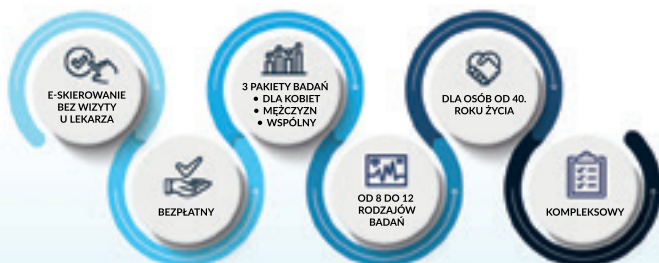 E-SKIEROWANIE
BEZ WIZYTY
U LEKARZA
BEZPŁATNY
3 PAKIETY BADAŃ
• DLA KOBIET
• MĘŻCZYZN
• WSPÓLNY
OD 8 DO 12
RODZAJÓW
BADAŃ
DLA OSÓB OD 40.
ROKU ŻYCIA
KOMPLEKSOWY